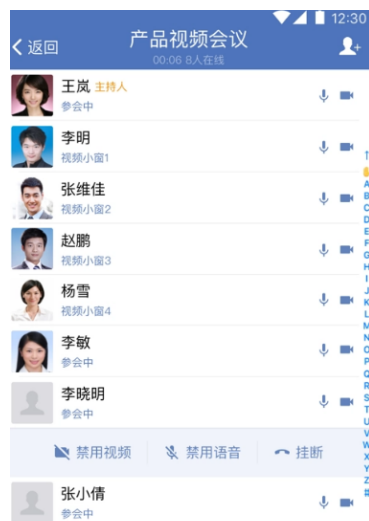 12:30
返回
产品视频会议
00:06 8人在线
王岚 主持人
参会中
李明
视频小窗1
张维佳
视频小窗2
赵鹏
视频小窗3
杨雪
视频小窗4
李敏
参会中
李晓明
参会中
禁用视频 禁用语音 挂断
张小倩
参会中
↑
A
B
C
D
E
F
G
H
I
J
K
L
M
N
O
P
Q
R
S
T
U
V
W
X
Y
Z
#